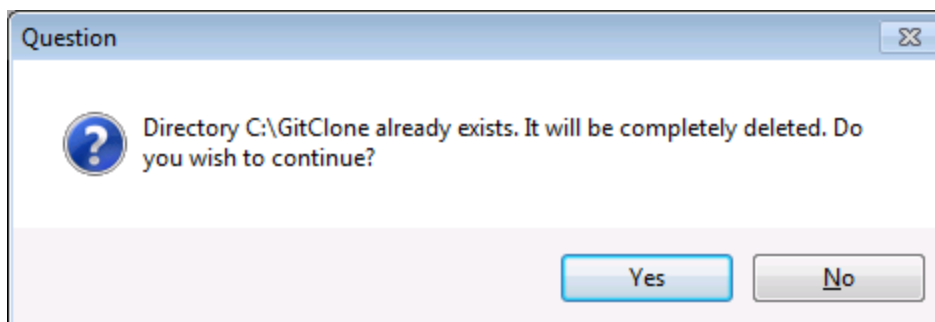 Question
Directory C:\GitClone already exists. It will be completely deleted. Do
you wish to continue?
Yes
No